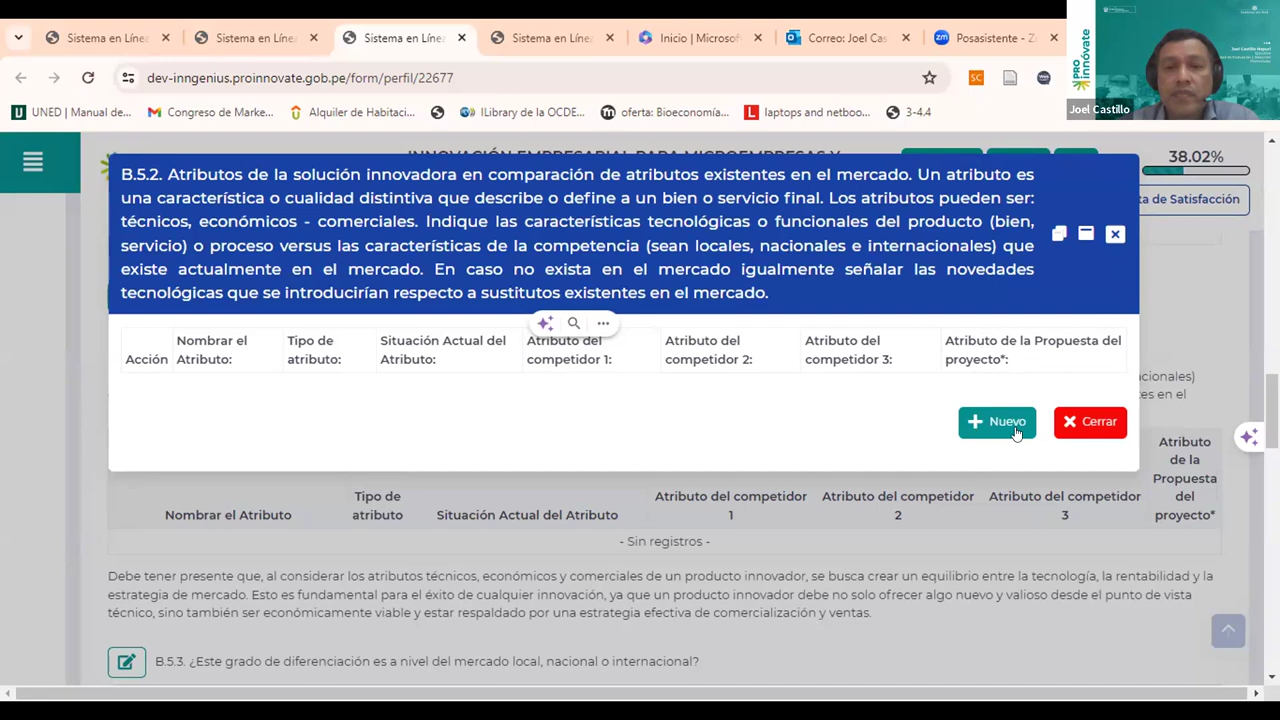 Sistema en Líne
Sistema en Líne
Sistema en Líne
Sistema en Líne
Inicio | Microsof
Correo: Joel Cas
Posasistente - Z
dev-inngenius.proinnovate.gob.pe/form/perfil/22677
UNED | Manual de...
Congreso de Marke...
Alquiler de Habitaci...
ILibrary de la OCDE...
oferta: Bioeconomía...
laptops and netboo...
3-4.4
PRO
innóvate
Joel Castillo
38.02%
ta de Satisfacción
B.5.2. Atributos de la solución innovadora en comparación de atributos existentes en el mercado. Un atributo es
una característica o cualidad distintiva que describe o define a un bien o servicio final. Los atributos pueden ser:
técnicos, económicos - comerciales. Indique las características tecnológicas o funcionales del producto (bien,
servicio) o proceso versus las características de la competencia (sean locales, nacionales e internacionales) que
existe actualmente en el mercado. En caso no exista en el mercado igualmente señalar las novedades
tecnológicas que se introducirían respecto a sustitutos existentes en el mercado.
Acción
Nombrar el
Atributo:
Tipo de
atributo:
Situación Actual del
Atributo:
Atributo del
competidor 1:
Atributo del
competidor 2:
Atributo del
competidor 3:
Atributo de la Propuesta del
proyecto*:
Nuevo
Cerrar
acionales)
tes en el
Nombrar el Atributo
Tipo de
atributo
Situación Actual del Atributo
Atributo del competidor
1
Atributo del competidor
2
Atributo del competidor
3
Atributo
de la
Propuesta
del
proyecto*
- Sin registros -
Debe tener presente que, al considerar los atributos técnicos, económicos y comerciales de un producto innovador, se busca crear un equilibrio entre la tecnología, la rentabilidad y la
estrategia de mercado. Esto es fundamental para el éxito de cualquier innovación, ya que un producto innovador debe no solo ofrecer algo nuevo y valioso desde el punto de vista
técnico, sino también ser económicamente viable y estar respaldado por una estrategia efectiva de comercialización y ventas.
B.5.3. ¿Este grado de diferenciación es a nivel del mercado local, nacional o internacional?